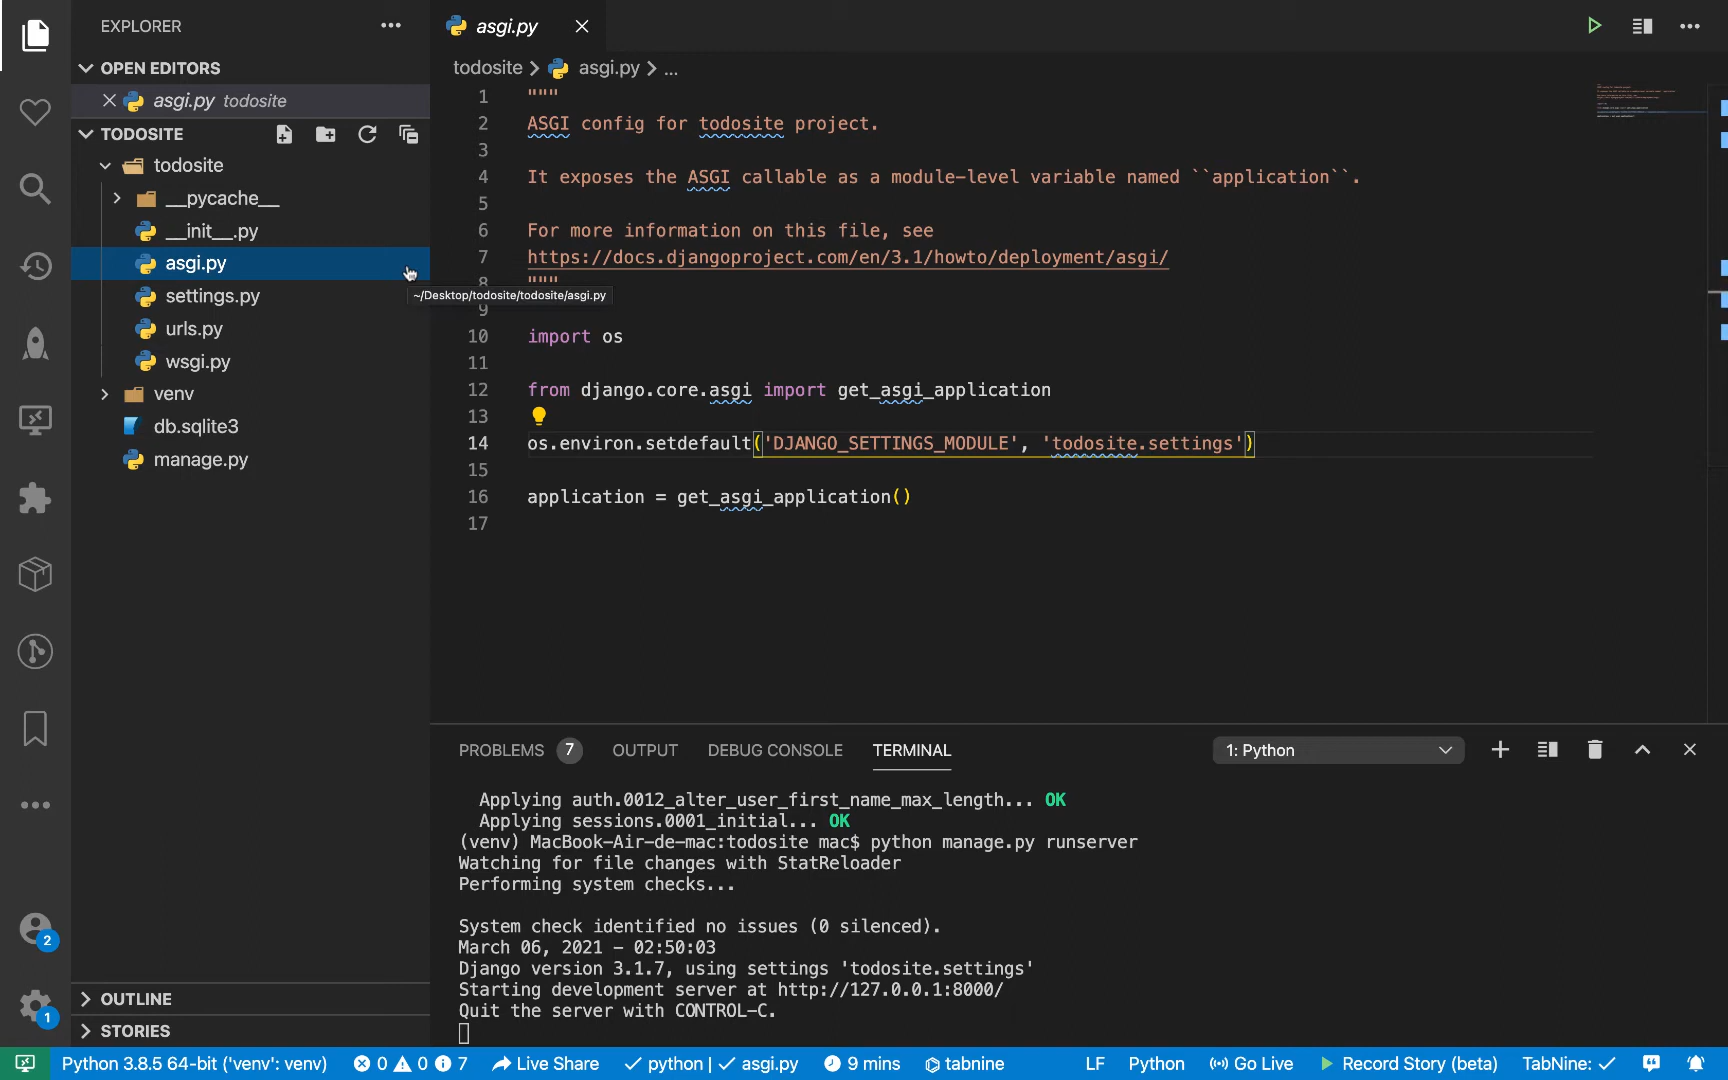 EXPLORER
OPEN EDITORS
asgi.py todosite
TODOSITE
todosite
__pycache__
__init__.py
asgi.py
settings.py
urls.py
wsgi.py
venv
db.sqlite3
manage.py
OUTLINE
STORIES
2
1
asgi.py
todosite > asgi.py > ...
1 """
2 ASGI config for todosite project.
3
4 It exposes the ASGI callable as a module-level variable named ``application``.
5
6 For more information on this file, see
7 https://docs.djangoproject.com/en/3.1/howto/deployment/asgi/
8 """
~/Desktop/todosite/todosite/asgi.py
9
10 import os
11
12 from django.core.asgi import get_asgi_application
13
14 os.environ.setdefault('DJANGO_SETTINGS_MODULE', 'todosite.settings')
15
16 application = get_asgi_application()
17
PROBLEMS 7 OUTPUT DEBUG CONSOLE TERMINAL 1: Python
Applying auth.0012_alter_user_first_name_max_length... OK
Applying sessions.0001_initial... OK
(venv) MacBook-Air-de-mac:todosite mac$ python manage.py runserver
Watching for file changes with StatReloader
Performing system checks...
System check identified no issues (0 silenced).
March 06, 2021 - 02:50:03
Django version 3.1.7, using settings 'todosite.settings'
Starting development server at http://127.0.0.1:8000/
Quit the server with CONTROL-C.
Python 3.8.5 64-bit ('venv': venv) 0 0 7 Live Share python | asgi.py 9 mins tabnine LF Python Go Live Record Story (beta) TabNine: